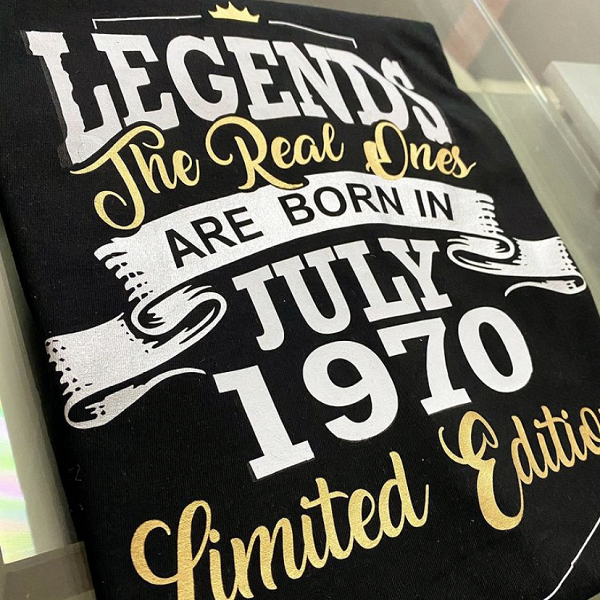 LEGENDS
The Real Ones
ARE BORN IN
JULY
1970
Limited Edition